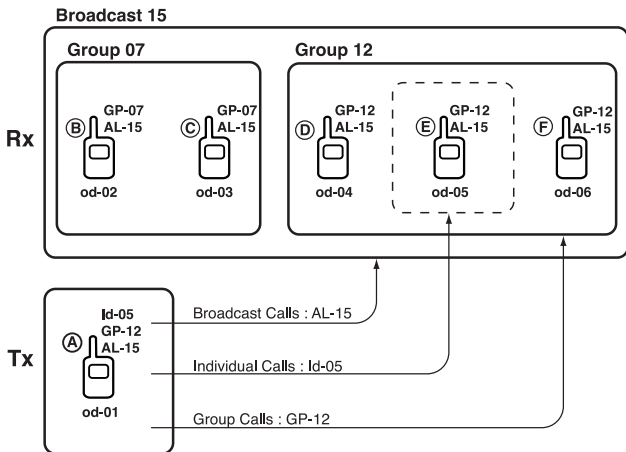 Broadcast 15
Group 07
Group 12
Rx
B
GP-07
AL-15
od-02
C
GP-07
AL-15
od-03
D
GP-12
AL-15
od-04
E
GP-12
AL-15
od-05
F
GP-12
AL-15
od-06
Tx
A
Id-05
GP-12
AL-15
od-01
Broadcast Calls : AL-15
Individual Calls : Id-05
Group Calls : GP-12